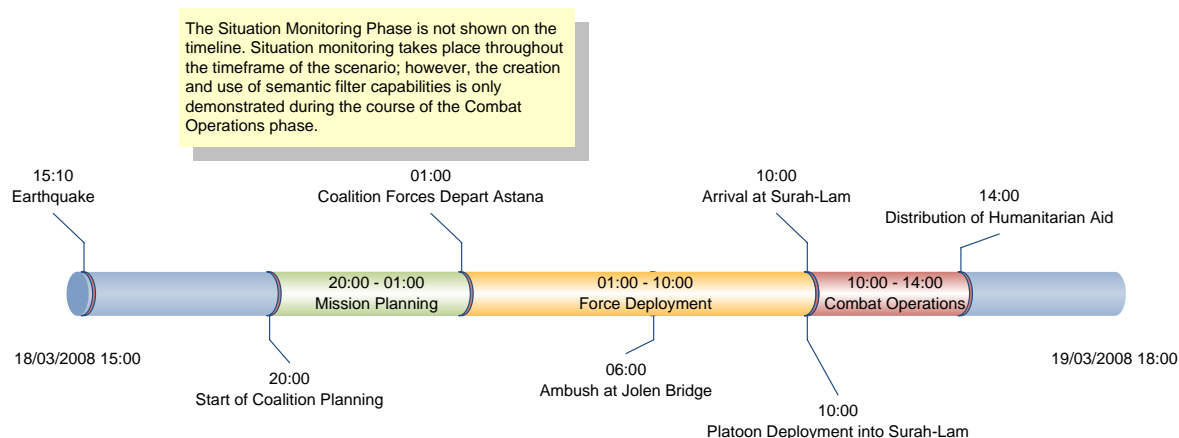 The Situation Monitoring Phase is not shown on the
timeline. Situation monitoring takes place throughout
the timeframe of the scenario; however, the creation
and use of semantic filter capabilities is only
demonstrated during the course of the Combat
Operations phase.
15:10
Earthquake
01:00
Coalition Forces Depart Astana
10:00
Arrival at Surah-Lam
14:00
Distribution of Humanitarian Aid
20:00 - 01:00
Mission Planning
01:00 - 10:00
Force Deployment
10:00 - 14:00
Combat Operations
18/03/2008 15:00
19/03/2008 18:00
20:00
Start of Coalition Planning
06:00
Ambush at Jolen Bridge
10:00
Platoon Deployment into Surah-Lam